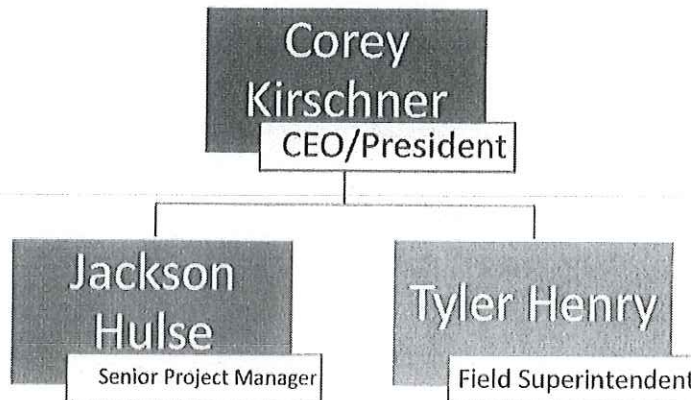 Corey
Kirschner
CEO/President
Jackson
Hulse
Senior Project Manager
Tyler Henry
Field Superintendent